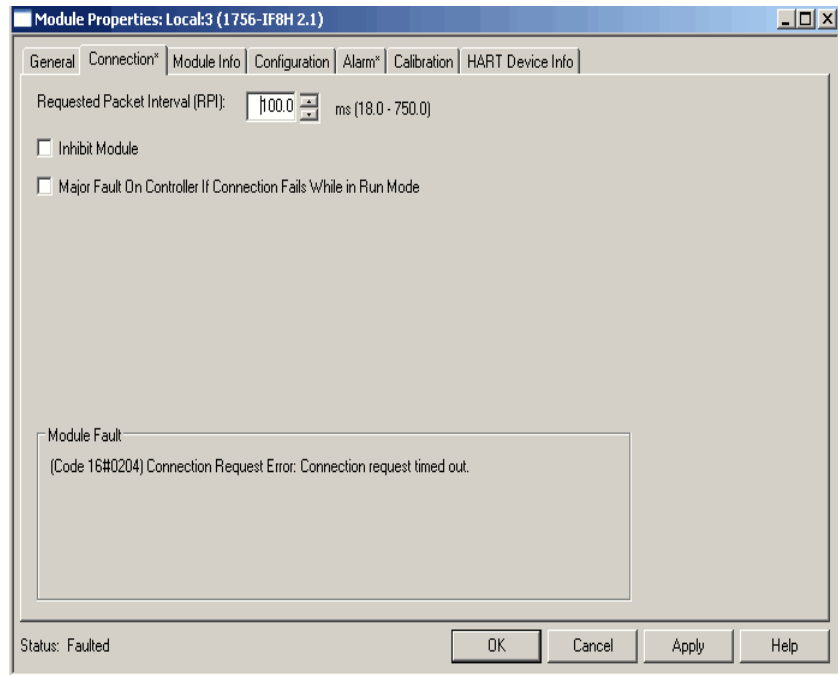 Module Properties: Local:3 (1756-IF8H 2.1)
General Connection* Module Info Configuration Alarm* Calibration HART Device Info
Requested Packet Interval (RPI): 100.0 ms (18.0 - 750.0)
Inhibit Module
Major Fault On Controller If Connection Fails While in Run Mode
Module Fault
(Code 16#0204) Connection Request Error: Connection request timed out.
Status: Faulted OK Cancel Apply Help